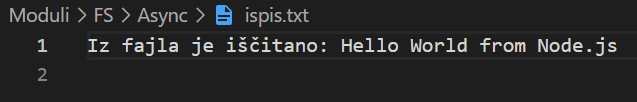 Moduli > FS > Async > ispis.txt
1 Iz fajla je iščitano: Hello World from Node.js
2